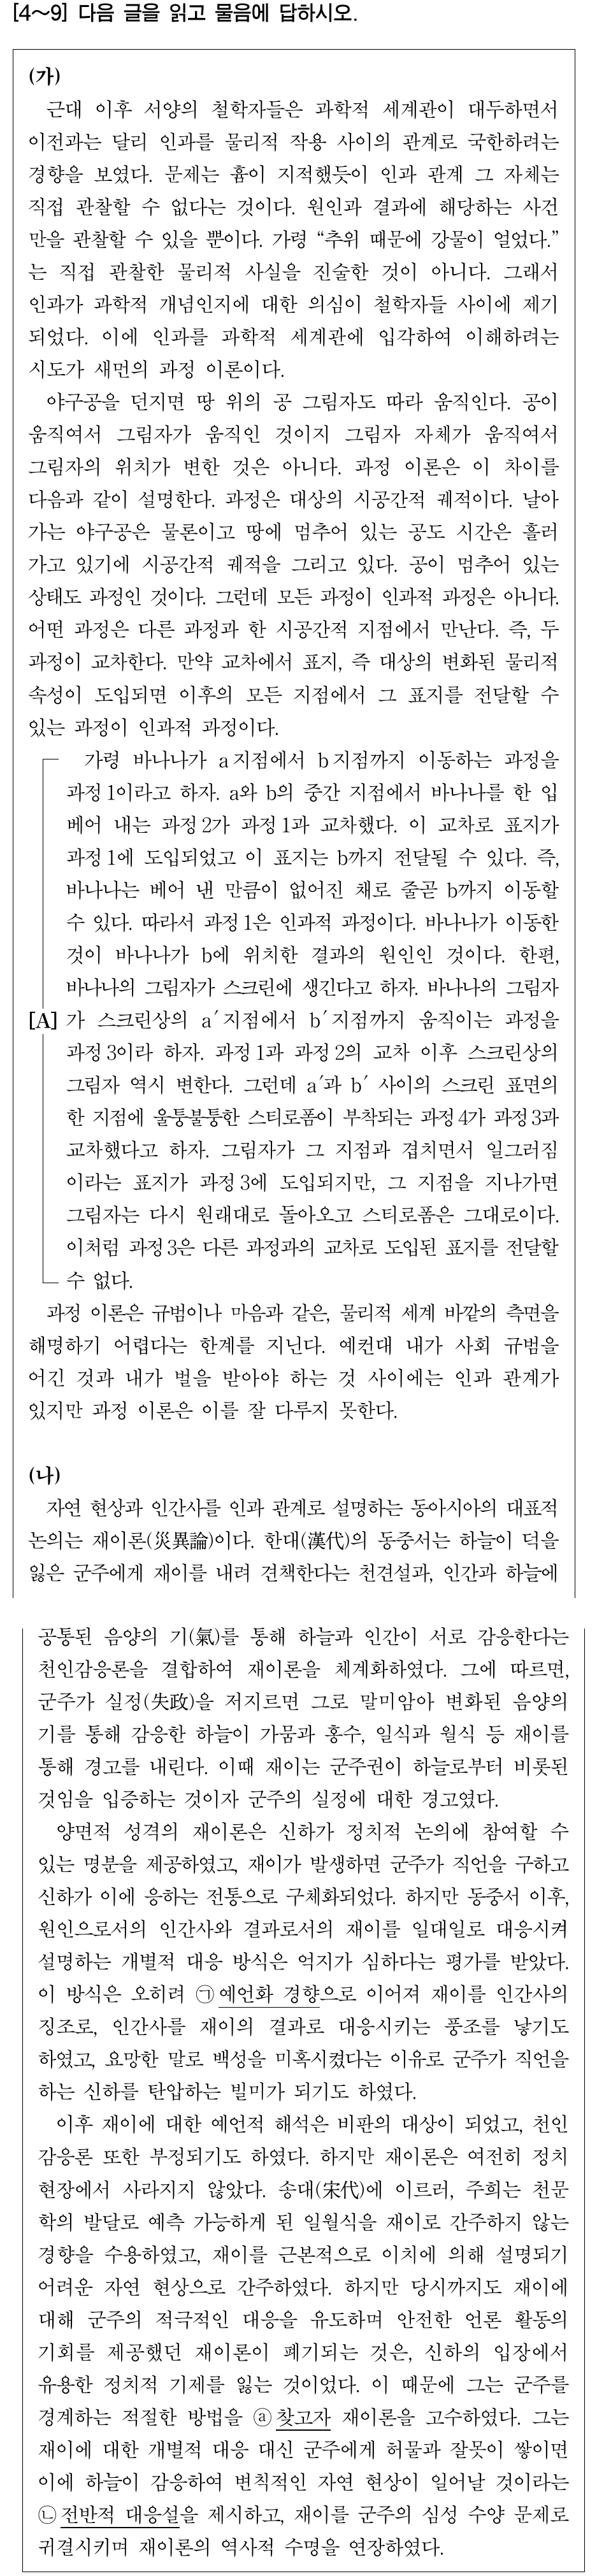 [4～9] 다음 글을 읽고 물음에 답하시오.
(가)
근대 이후 서양의 철학자들은 과학적 세계관이 대두하면서
이전과는 달리 인과를 물리적 작용 사이의 관계로 국한하려는
경향을 보였다. 문제는 흄이 지적했듯이 인과 관계 그 자체는
직접 관찰할 수 없다는 것이다. 원인과 결과에 해당하는 사건
만을 관찰할 수 있을 뿐이다. 가령 “추위 때문에 강물이 얼었다.”
는 직접 관찰한 물리적 사실을 진술한 것이 아니다. 그래서
인과가 과학적 개념인지에 대한 의심이 철학자들 사이에 제기
되었다. 이에 인과를 과학적 세계관에 입각하여 이해하려는
시도가 새먼의 과정 이론이다.
야구공을 던지면 땅 위의 공 그림자도 따라 움직인다. 공이
움직여서 그림자가 움직인 것이지 그림자 자체가 움직여서
그림자의 위치가 변한 것은 아니다. 과정 이론은 이 차이를
다음과 같이 설명한다. 과정은 대상의 시공간적 궤적이다. 날아
가는 야구공은 물론이고 땅에 멈추어 있는 공도 시간은 흘러
가고 있기에 시공간적 궤적을 그리고 있다. 공이 멈추어 있는
상태도 과정인 것이다. 그런데 모든 과정이 인과적 과정은 아니다.
어떤 과정은 다른 과정과 한 시공간적 지점에서 만난다. 즉, 두
과정이 교차한다. 만약 교차에서 표지, 즉 대상의 변화된 물리적
속성이 도입되면 이후의 모든 지점에서 그 표지를 전달할 수
있는 과정이 인과적 과정이다.
가령 바나나가 a지점에서 b지점까지 이동하는 과정을
과정 1이라고 하자. a와 b의 중간 지점에서 바나나를 한 입
베어 내는 과정 2가 과정 1과 교차했다. 이 교차로 표지가
과정 1에 도입되었고 이 표지는 b까지 전달될 수 있다. 즉,
바나나는 베어 낸 만큼이 없어진 채로 줄곧 b까지 이동할
수 있다. 따라서 과정 1은 인과적 과정이다. 바나나가 이동한
것이 바나나가 b에 위치한 결과의 원인인 것이다. 한편,
바나나의 그림자가 스크린에 생긴다고 하자. 바나나의 그림자
[A] 가 스크린상의 a′지점에서 b′지점까지 움직이는 과정을
과정 3이라 하자. 과정 1과 과정 2의 교차 이후 스크린상의
그림자 역시 변한다. 그런데 a′과 b′ 사이의 스크린 표면의
한 지점에 울퉁불퉁한 스티로폼이 부착되는 과정 4가 과정 3과
교차했다고 하자. 그림자가 그 지점과 겹치면서 일그러짐
이라는 표지가 과정 3에 도입되지만, 그 지점을 지나가면
그림자는 다시 원래대로 돌아오고 스티로폼은 그대로이다.
이처럼 과정 3은 다른 과정과의 교차로 도입된 표지를 전달할
수 없다.
과정 이론은 규범이나 마음과 같은, 물리적 세계 바깥의 측면을
해명하기 어렵다는 한계를 지닌다. 예컨대 내가 사회 규범을
어긴 것과 내가 벌을 받아야 하는 것 사이에는 인과 관계가
있지만 과정 이론은 이를 잘 다루지 못한다.
(나)
자연 현상과 인간사를 인과 관계로 설명하는 동아시아의 대표적
논의는 재이론(災異論)이다. 한대(漢代)의 동중서는 하늘이 덕을
잃은 군주에게 재이를 내려 견책한다는 천견설과, 인간과 하늘에
공통된 음양의 기(氣)를 통해 하늘과 인간이 서로 감응한다는
천인감응론을 결합하여 재이론을 체계화하였다. 그에 따르면,
군주가 실정(失政)을 저지르면 그로 말미암아 변화된 음양의
기를 통해 감응한 하늘이 가뭄과 홍수, 일식과 월식 등 재이를
통해 경고를 내린다. 이때 재이는 군주권이 하늘로부터 비롯된
것임을 입증하는 것이자 군주의 실정에 대한 경고였다.
양면적 성격의 재이론은 신하가 정치적 논의에 참여할 수
있는 명분을 제공하였고, 재이가 발생하면 군주가 직언을 구하고
신하가 이에 응하는 전통으로 구체화되었다. 하지만 동중서 이후,
원인으로서의 인간사와 결과로서의 재이를 일대일로 대응시켜
설명하는 개별적 대응 방식은 억지가 심하다는 평가를 받았다.
이 방식은 오히려 ㉠예언화 경향으로 이어져 재이를 인간사의
징조로, 인간사를 재이의 결과로 대응시키는 풍조를 낳기도
하였고, 요망한 말로 백성을 미혹시켰다는 이유로 군주가 직언을
하는 신하를 탄압하는 빌미가 되기도 하였다.
이후 재이에 대한 예언적 해석은 비판의 대상이 되었고, 천인
감응론 또한 부정되기도 하였다. 하지만 재이론은 여전히 정치
현장에서 사라지지 않았다. 송대(宋代)에 이르러, 주희는 천문
학의 발달로 예측 가능하게 된 일월식을 재이로 간주하지 않는
경향을 수용하였고, 재이를 근본적으로 이치에 의해 설명되기
어려운 자연 현상으로 간주하였다. 하지만 당시까지도 재이에
대해 군주의 적극적인 대응을 유도하며 안전한 언론 활동의
기회를 제공했던 재이론이 폐기되는 것은, 신하의 입장에서
유용한 정치적 기제를 잃는 것이었다. 이 때문에 그는 군주를
경계하는 적절한 방법을 ⓐ찾고자 재이론을 고수하였다. 그는
재이에 대한 개별적 대응 대신 군주에게 허물과 잘못이 쌓이면
이에 하늘이 감응하여 변칙적인 자연 현상이 일어날 것이라는
㉡전반적 대응설을 제시하고, 재이를 군주의 심성 수양 문제로
귀결시키며 재이론의 역사적 수명을 연장하였다.